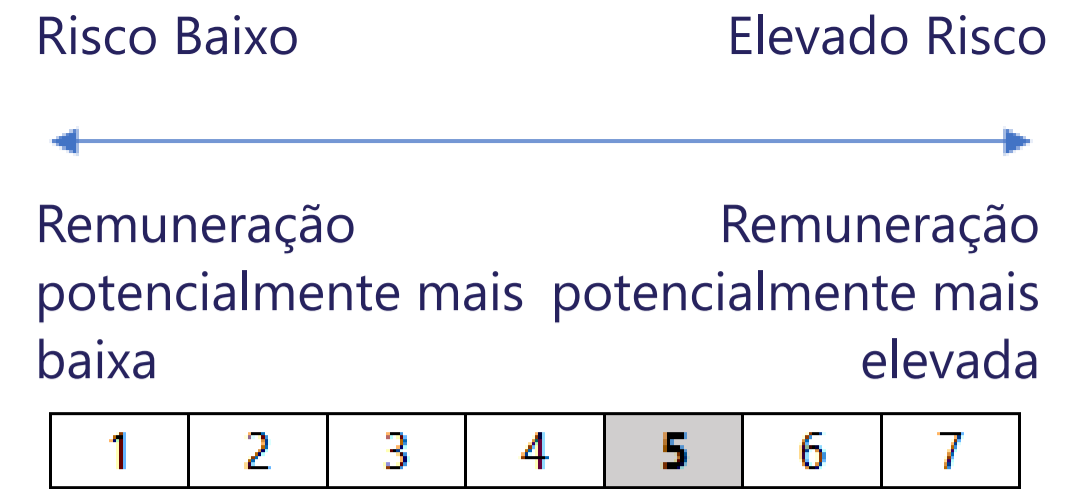 Risco Baixo Elevado Risco
Remuneração Remuneração
potencialmente mais potencialmente mais
baixa elevada
1 2 3 4 5 6 7